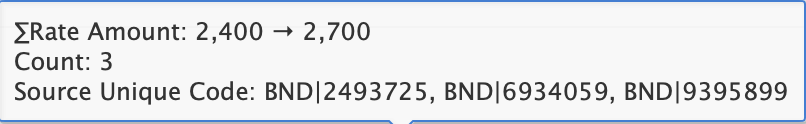 ∑Rate Amount: 2,400 → 2,700
Count: 3
Source Unique Code: BND|2493725, BND|6934059, BND|9395899